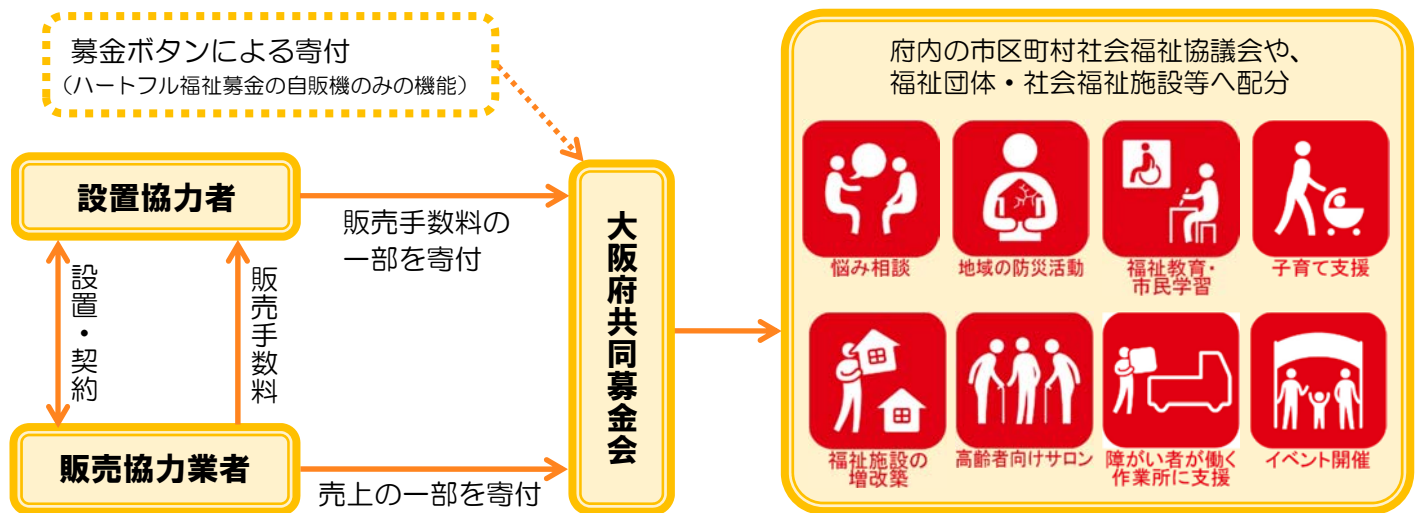 募金ボタンによる寄付
（ハートフル福祉募金の自販機のみの機能）
設置協力者
販売手数料の
一部を寄付
設置・契約
販売手数料
販売協力業者
売上の一部を寄付
大阪府共同募金会
府内の市区町村社会福祉協議会や、
福祉団体・社会福祉施設等へ配分
悩み相談
地域の防災活動
福祉教育・
市民学習
子育て支援
福祉施設の
増改築
高齢者向けサロン
障がい者が働く
作業所に支援
イベント開催